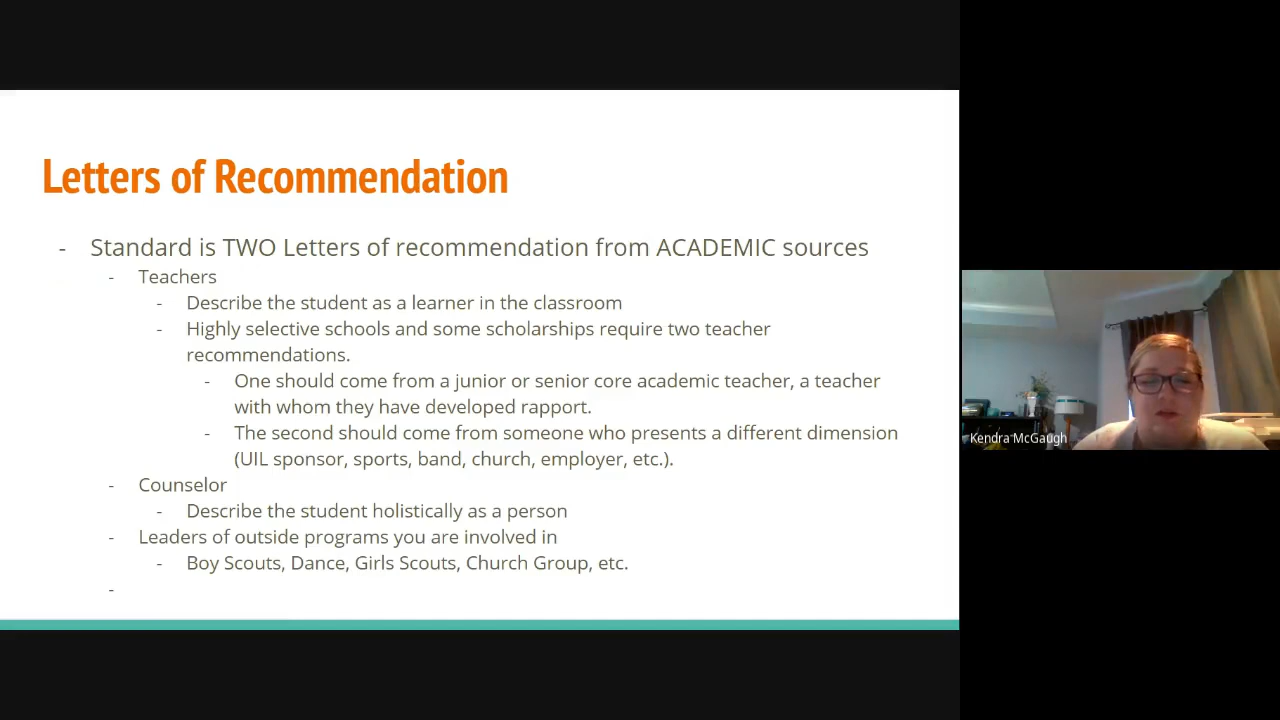 Letters of Recommendation
- Standard is TWO Letters of recommendation from ACADEMIC sources
- Teachers
- Describe the student as a learner in the classroom
- Highly selective schools and some scholarships require two teacher
recommendations.
- One should come from a junior or senior core academic teacher, a teacher
with whom they have developed rapport.
- The second should come from someone who presents a different dimension
(UIL sponsor, sports, band, church, employer, etc.).
- Counselor
- Describe the student holistically as a person
- Leaders of outside programs you are involved in
- Boy Scouts, Dance, Girls Scouts, Church Group, etc.
-
Kendra McGaugh